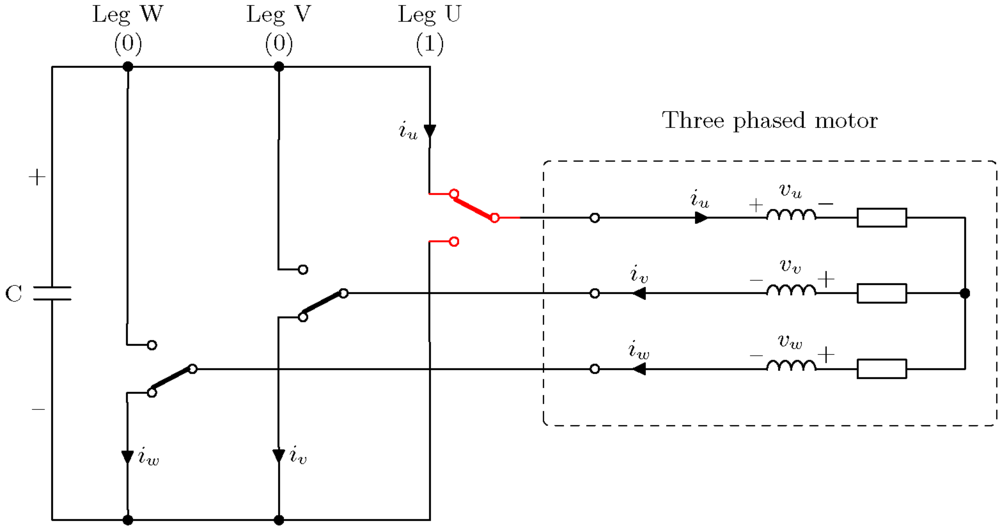 Leg W
Leg V
Leg U
(0)
(0)
(1)
Three phased motor
i_u
+
i_u
+
v_u
−
i_v
−
v_v
+
C
i_w
−
v_w
+
−
i_w
i_v